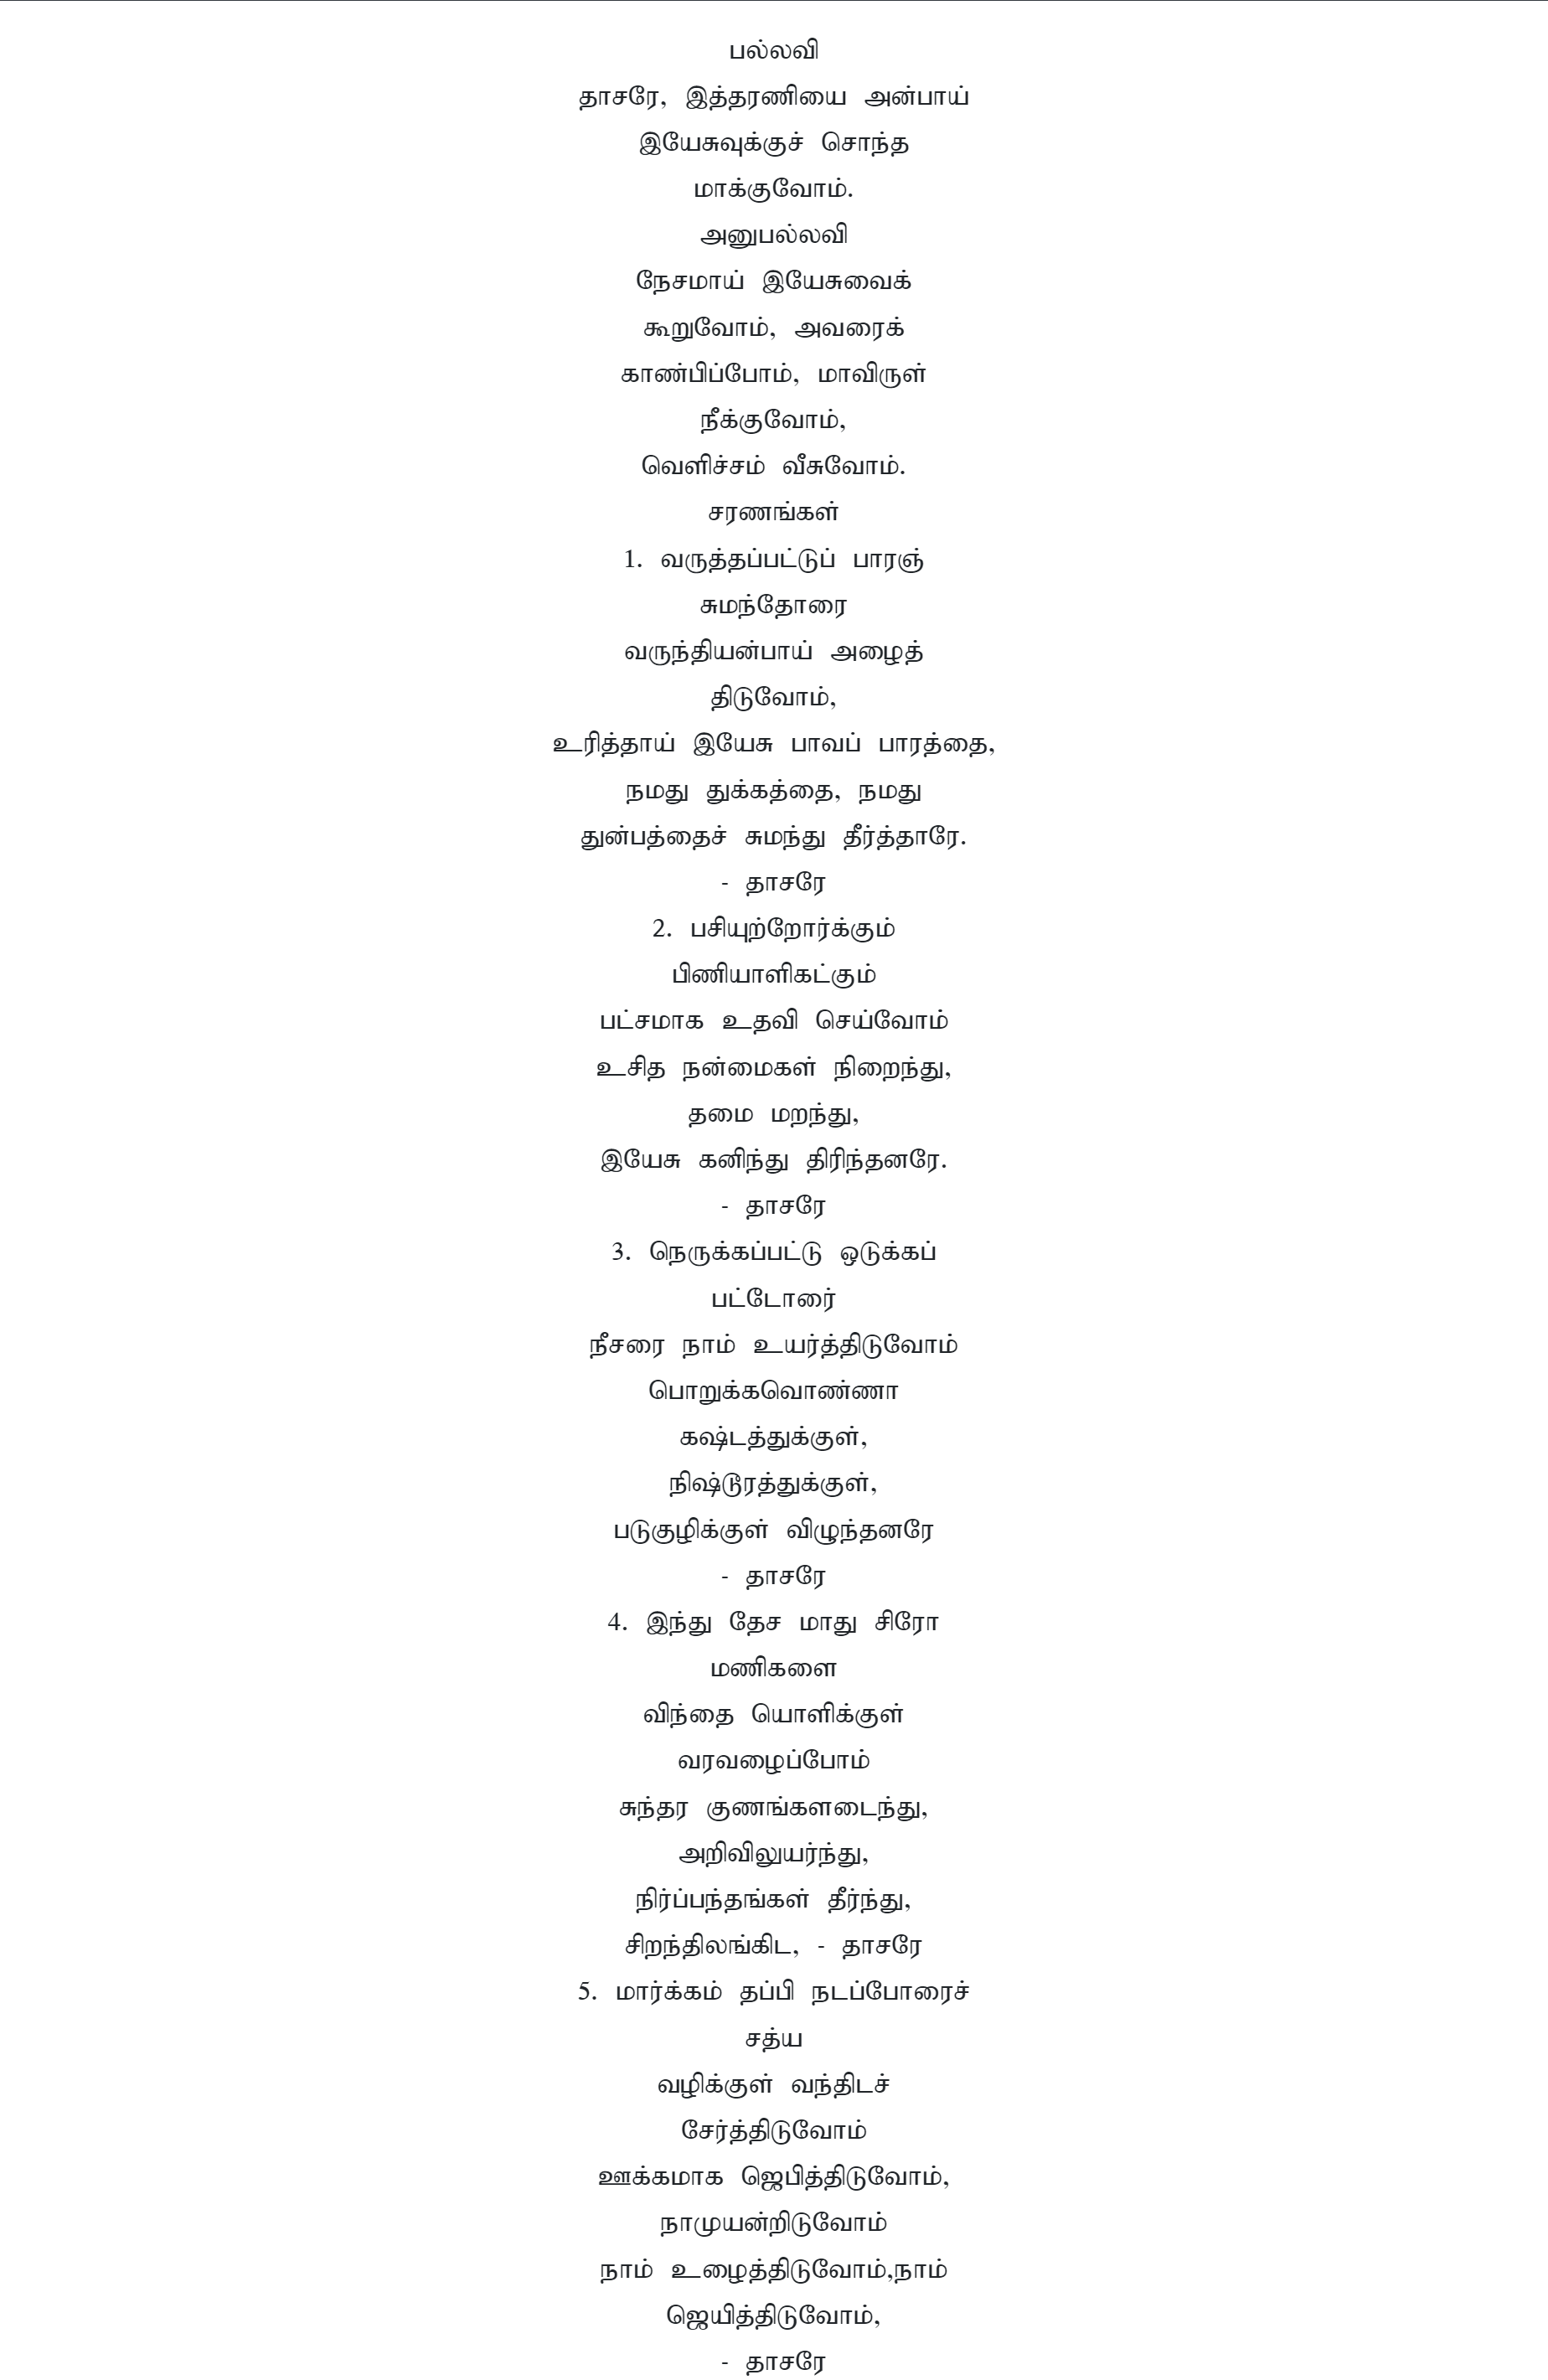 பல்லவி
தாசரே, இத்தரணியை அன்பாய்
இயேசுவுக்குச் சொந்த
மாக்குவோம்.
அனுபல்லவி
நேசமாய் இயேசுவைக்
கூறுவோம், அவரைக்
காண்பிப்போம், மாவிருள்
நீக்குவோம்,
வெளிச்சம் வீசுவோம்.
சரணங்கள்
1. வருத்தப்பட்டுப் பாரஞ்
சுமந்தோரை
வருந்தியன்பாய் அழைத்
திடுவோம்,
உரித்தாய் இயேசு பாவப் பாரத்தை,
நமது துக்கத்தை, நமது
துன்பத்தைச் சுமந்து தீர்த்தாரே.
- தாசரே
2. பசியுற்றோர்க்கும்
பிணியாளிகட்கும்
பட்சமாக உதவி செய்வோம்
உசித நன்மைகள் நிறைந்து,
தமை மறந்து,
இயேசு கனிந்து திரிந்தனரே.
- தாசரே
3. நெருக்கப்பட்டு ஒடுக்கப்
பட்டோரைர்
நீசரை நாம் உயர்த்திடுவோம்
பொறுக்கவொண்ணா
கஷ்டத்துக்குள்,
நிஷ்டூரத்துக்குள்,
படுகுழிக்குள் விழுந்தனரே
- தாசரே
4. இந்து தேச மாது சிரோ
மணிகளை
விந்தை யொளிக்குள்
வரவழைப்போம்
சுந்தர குணங்களடைந்து,
அறிவிலுயர்ந்து,
நிர்ப்பந்தங்கள் தீர்ந்து,
சிறந்திலங்கிட, - தாசரே
5. மார்க்கம் தப்பி நடப்போரைச்
சத்ய
வழிக்குள் வந்திடச்
சேர்த்திடுவோம்
ஊக்கமாக ஜெபித்திடுவோம்,
நாமுயன்றிடுவோம்
நாம் உழைத்திடுவோம்,நாம்
ஜெயித்திடுவோம்,
- தாசரே